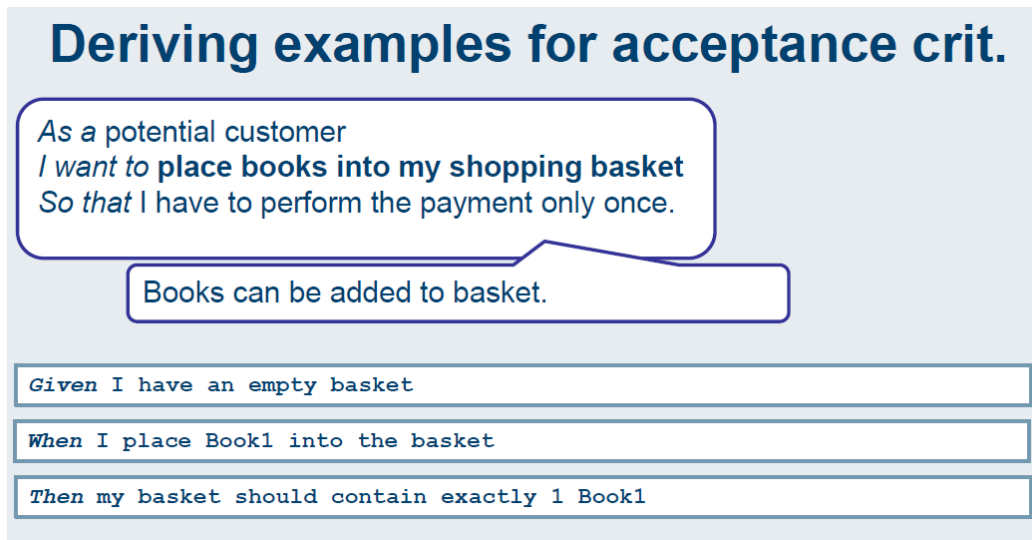 Deriving examples for acceptance crit.
As a potential customer
I want to place books into my shopping basket
So that I have to perform the payment only once.
Books can be added to basket.
Given I have an empty basket
When I place Book1 into the basket
Then my basket should contain exactly 1 Book1